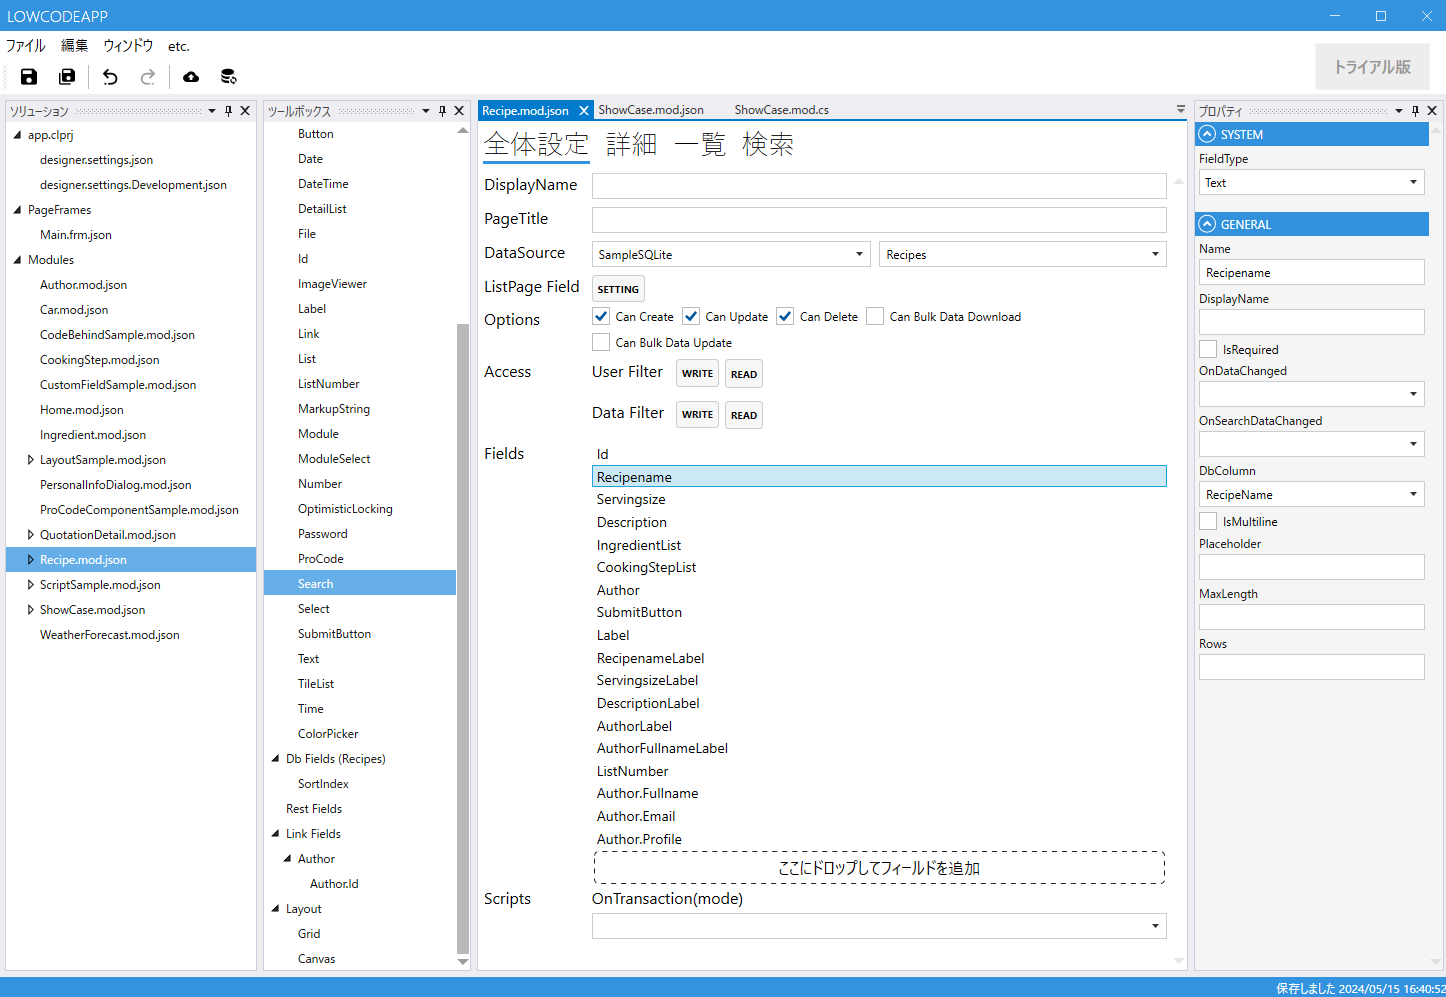 LOWCODEAPP
ファイル 編集 ウィンドウ etc.
トライアル版
ソリューション
app.clprj
designer.settings.json
designer.settings.Development.json
PageFrames
Main.frm.json
Modules
Author.mod.json
Car.mod.json
CodeBehindSample.mod.json
CookingStep.mod.json
CustomFieldSample.mod.json
Home.mod.json
Ingredient.mod.json
LayoutSample.mod.json
PersonalInfoDialog.mod.json
ProCodeComponentSample.mod.json
QuotationDetail.mod.json
Recipe.mod.json
ScriptSample.mod.json
ShowCase.mod.json
WeatherForecast.mod.json
ツールボックス
Button
Date
DateTime
DetailList
File
Id
ImageViewer
Label
Link
List
ListNumber
MarkupString
Module
ModuleSelect
Number
OptimisticLocking
Password
ProCode
Search
Select
SubmitButton
Text
TileList
Time
ColorPicker
Db Fields (Recipes)
SortIndex
Rest Fields
Link Fields
Author
Author.Id
Layout
Grid
Canvas
Recipe.mod.json ShowCase.mod.json ShowCase.mod.cs
全体設定 詳細 一覧 検索
DisplayName
PageTitle
DataSource SampleSQLite Recipes
ListPage Field SETTING
Options Can Create Can Update Can Delete Can Bulk Data Download
Can Bulk Data Update
Access User Filter WRITE READ
Data Filter WRITE READ
Fields Id
Recipename
Servingsize
Description
IngredientList
CookingStepList
Author
SubmitButton
Label
RecipenameLabel
ServingsizeLabel
DescriptionLabel
AuthorLabel
AuthorFullnameLabel
ListNumber
Author.Fullname
Author.Email
Author.Profile
ここにドロップしてフィールドを追加
Scripts OnTransaction(mode)
プロパティ
SYSTEM
FieldType
Text
GENERAL
Name
Recipename
DisplayName
IsRequired
OnDataChanged
OnSearchDataChanged
DbColumn
RecipeName
IsMultiline
Placeholder
MaxLength
Rows
保存しました 2024/05/15 16:40:52